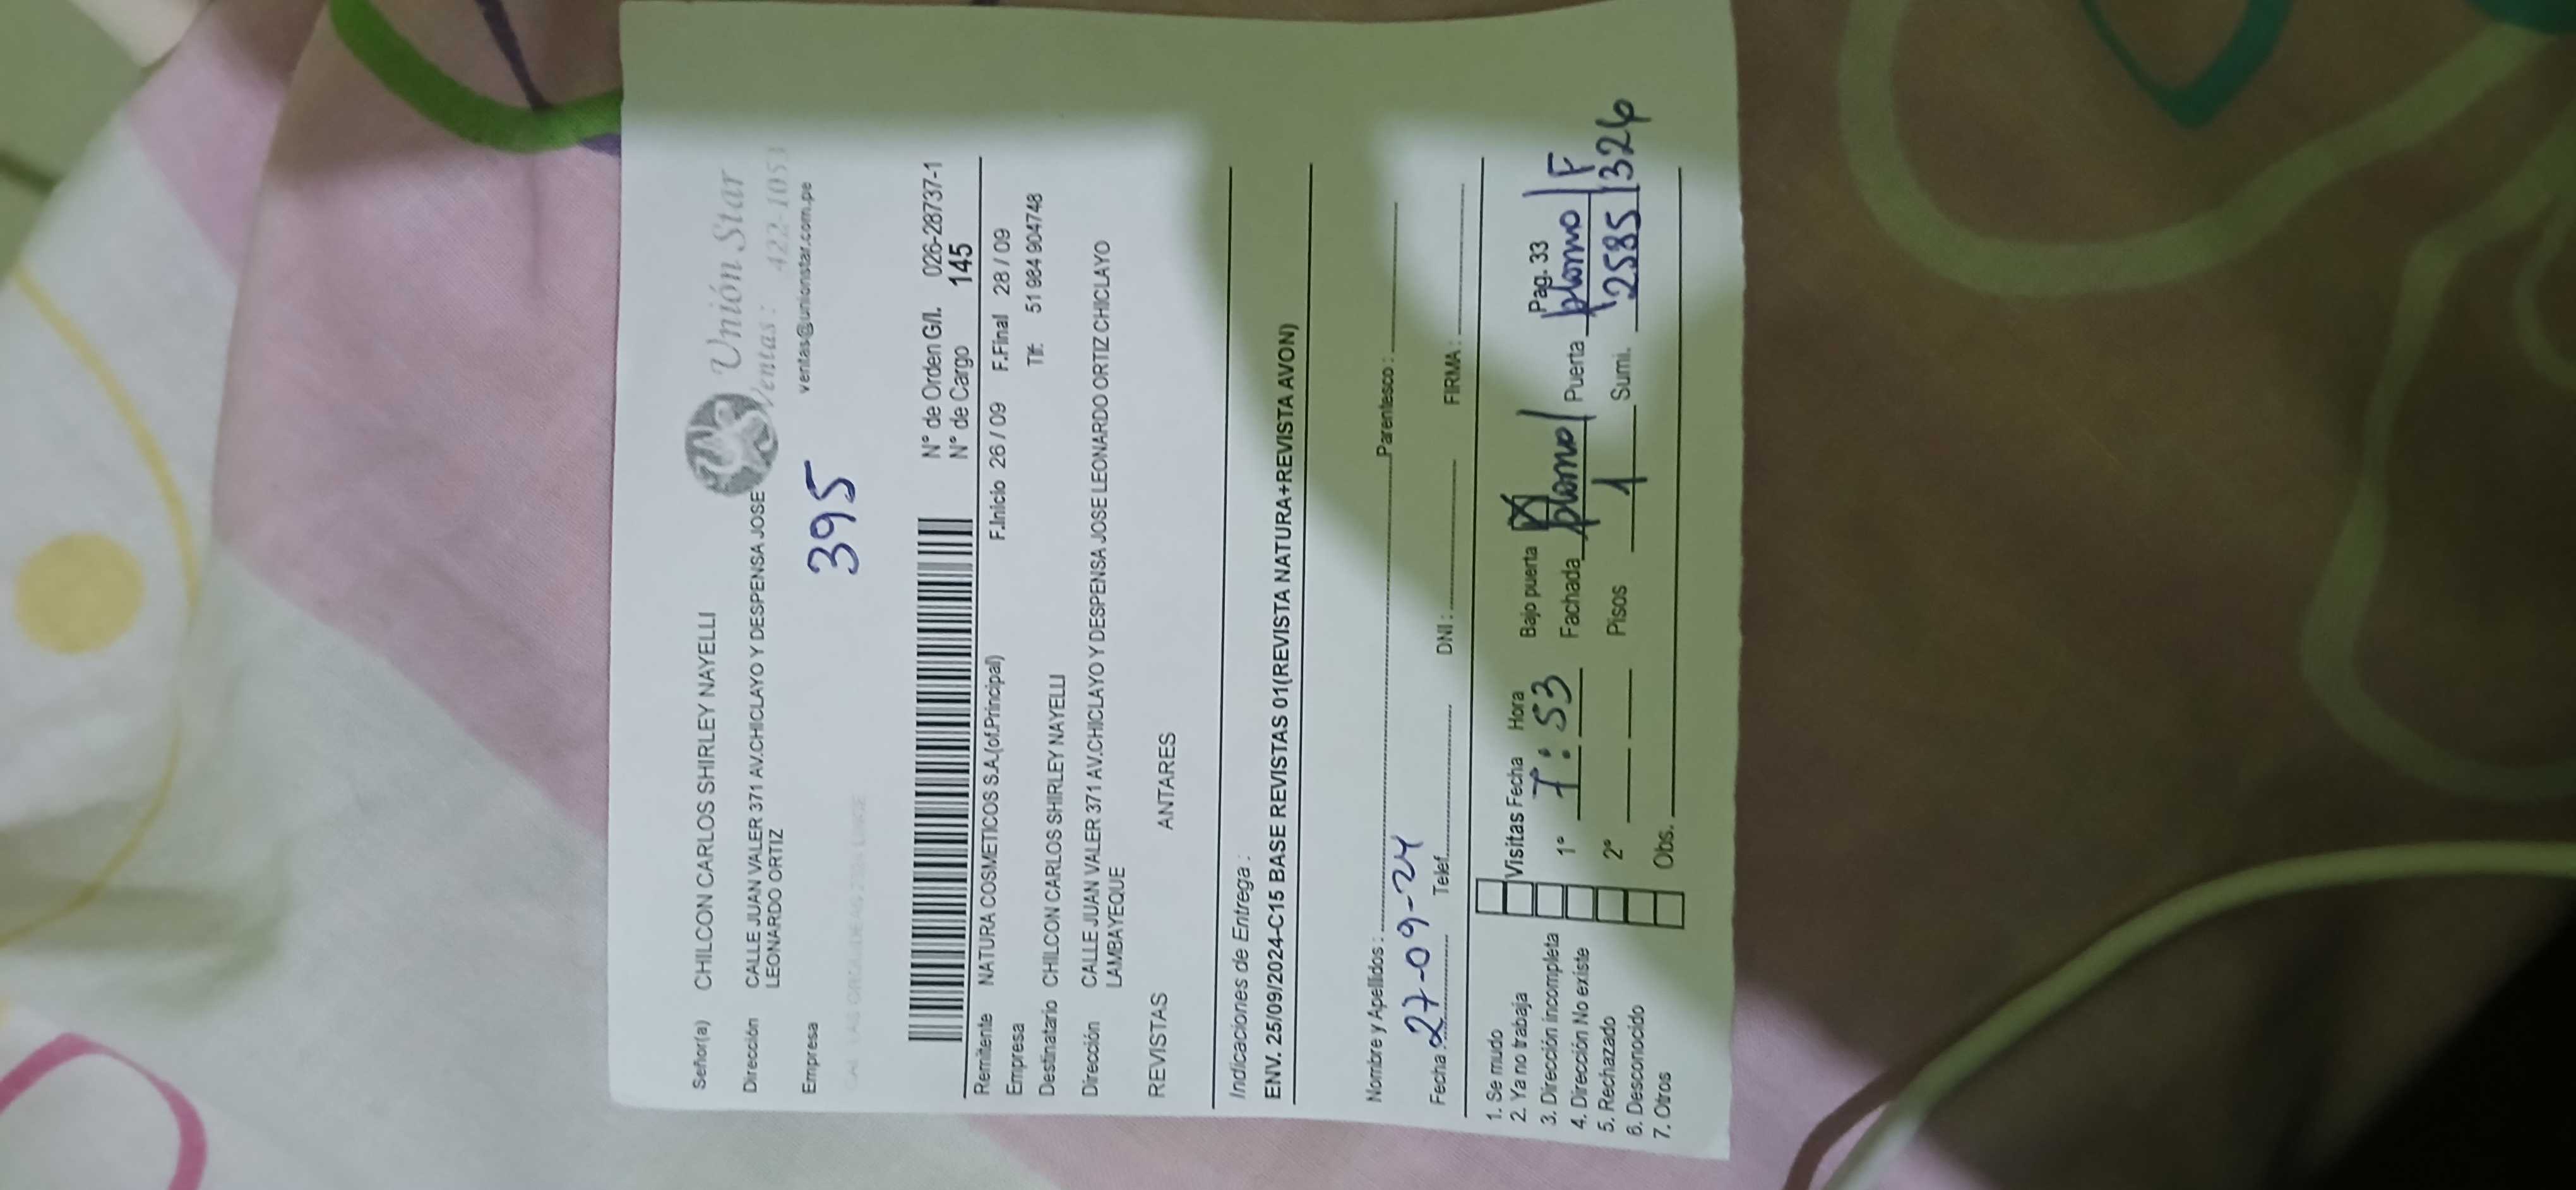 Señor(a) CHILCON CARLOS SHIRLEY NAYELLI
Unión Star
Dirección CALLE JUAN VALER 371 AV.CHICLAYO Y DESPENSA JOSE
LEONARDO ORTIZ
Ventas: 422-1053
Empresa
ventas@unionstar.com.pe
395
N° de Orden G/I. 026-28737-1
N° de Cargo 145
Remitente NATURA COSMETICOS S.A.(of.Principal) F.Inicio 26 / 09 F.Final 28 / 09
Empresa
Tlf: 51 984 904748
Destinatario CHILCON CARLOS SHIRLEY NAYELLI
Dirección CALLE JUAN VALER 371 AV.CHICLAYO Y DESPENSA JOSE LEONARDO ORTIZ CHICLAYO
LAMBAYEQUE
REVISTAS ANTARES
Indicaciones de Entrega :
ENV. 25/09/2024-C15 BASE REVISTAS 01(REVISTA NATURA+REVISTA AVON)
Nombre y Apellidos : Parentesco :
Fecha : 27-09-24 Telef. DNI : FIRMA :
1. Se mudo
2. Ya no trabaja Visitas Fecha Hora Bajo puerta X Pag. 33
3. Dirección incompleta
4. Dirección No existe 1° T: 53 Fachada plomo Puerta plomo F
5. Rechazado
6. Desconocido 2° Pisos 1 Sumi. 2585 1324
7. Otros Obs.